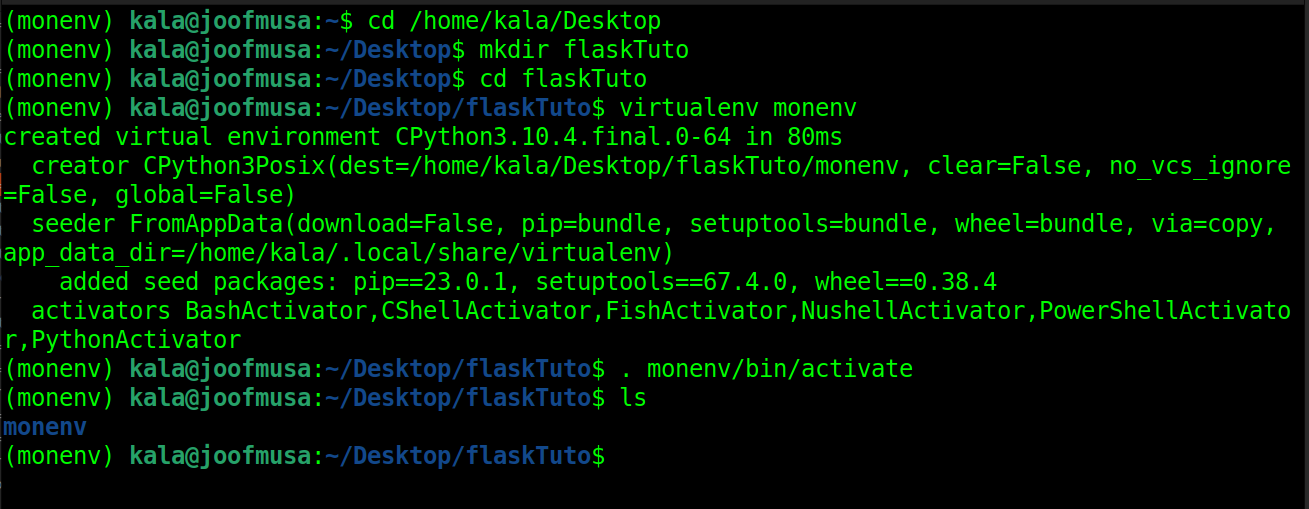 (monenv) kala@joofmusa:~$ cd /home/kala/Desktop
(monenv) kala@joofmusa:~/Desktop$ mkdir flaskTuto
(monenv) kala@joofmusa:~/Desktop$ cd flaskTuto
(monenv) kala@joofmusa:~/Desktop/flaskTuto$ virtualenv monenv
created virtual environment CPython3.10.4.final.0-64 in 80ms
  creator CPython3Posix(dest=/home/kala/Desktop/flaskTuto/monenv, clear=False, no_vcs_ignore
=False, global=False)
  seeder FromAppData(download=False, pip=bundle, setuptools=bundle, wheel=bundle, via=copy,
app_data_dir=/home/kala/.local/share/virtualenv)
    added seed packages: pip==23.0.1, setuptools==67.4.0, wheel==0.38.4
  activators BashActivator,CShellActivator,FishActivator,NushellActivator,PowerShellActivato
r,PythonActivator
(monenv) kala@joofmusa:~/Desktop/flaskTuto$ . monenv/bin/activate
(monenv) kala@joofmusa:~/Desktop/flaskTuto$ ls
monenv
(monenv) kala@joofmusa:~/Desktop/flaskTuto$